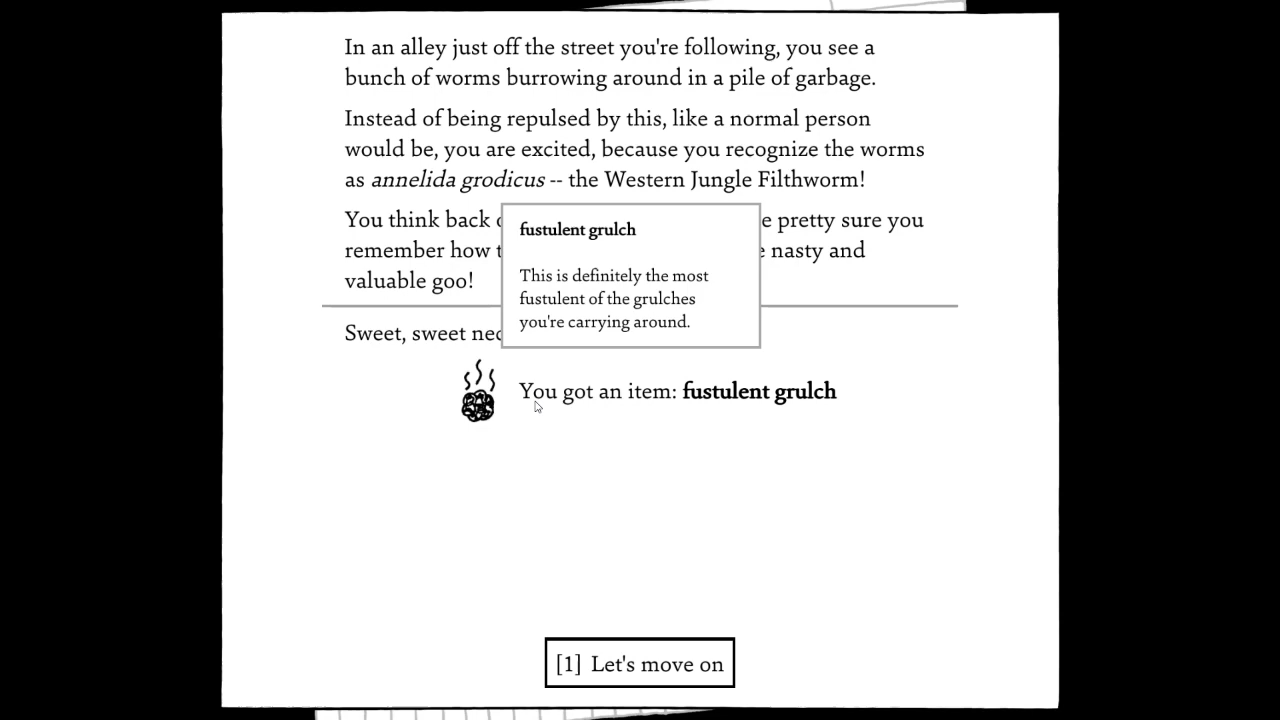 In an alley just off the street you're following, you see a
bunch of worms burrowing around in a pile of garbage.
Instead of being repulsed by this, like a normal person
would be, you are excited, because you recognize the worms
as annelida grodicus -- the Western Jungle Filthworm!
You think back pretty sure you
remember how nasty and
valuable goo!
fustulent grulch
This is definitely the most
fustulent of the grulches
you're carrying around.
Sweet, sweet
You got an item: fustulent grulch
[1] Let's move on